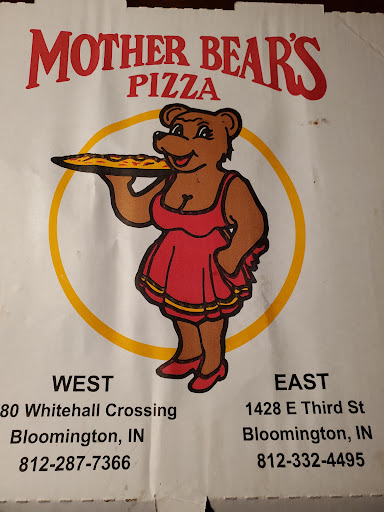 MOTHER BEAR'S
PIZZA
WEST
80 Whitehall Crossing
Bloomington, IN
812-287-7366
EAST
1428 E Third St
Bloomington, IN
812-332-4495